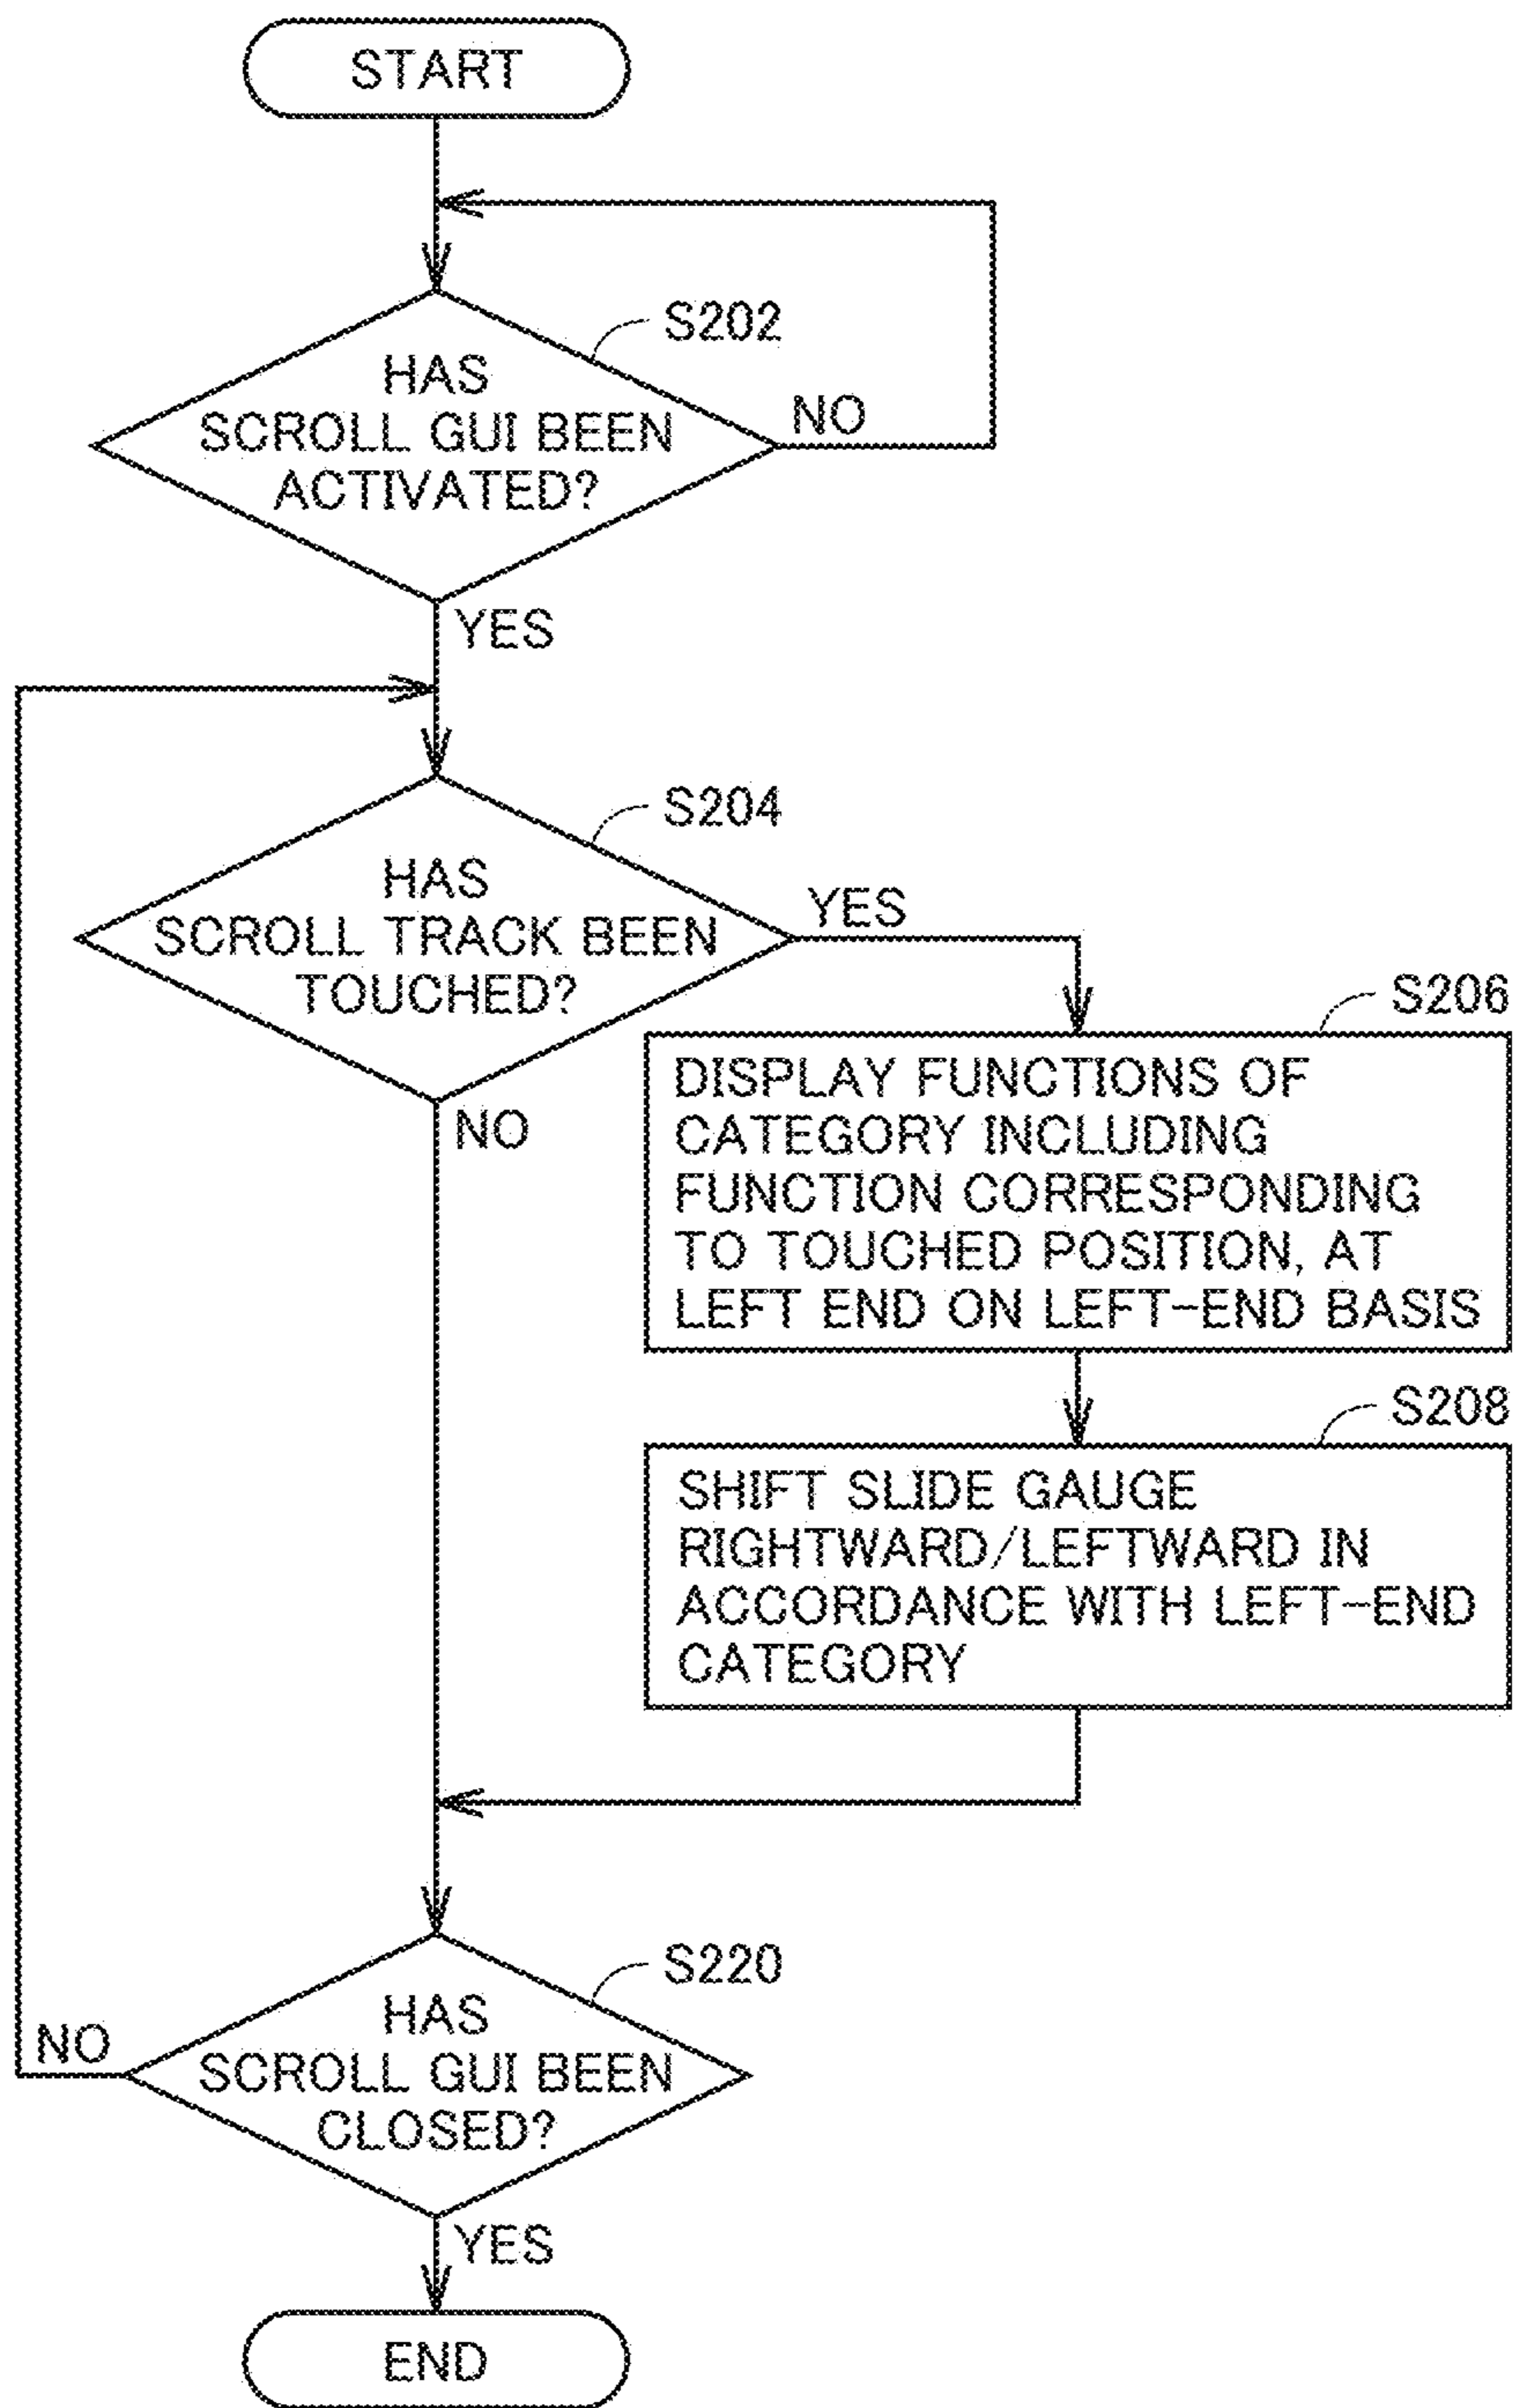 START
S202
HAS
SCROLL GUI BEEN
ACTIVATED?
NO
YES
S204
HAS
SCROLL TRACK BEEN
TOUCHED?
YES
NO
S206
DISPLAY FUNCTIONS OF
CATEGORY INCLUDING
FUNCTION CORRESPONDING
TO TOUCHED POSITION, AT
LEFT END ON LEFT-END BASIS
S208
SHIFT SLIDE GAUGE
RIGHTWARD/LEFTWARD IN
ACCORDANCE WITH LEFT-END
CATEGORY
S220
HAS
SCROLL GUI BEEN
CLOSED?
NO
YES
END